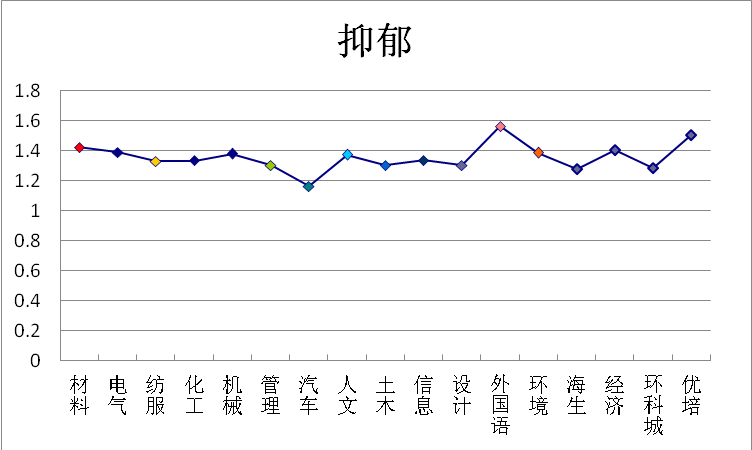 抑郁
1.8
1.6
1.4
1.2
1
0.8
0.6
0.4
0.2
0
材料
电气
纺服
化工
机械
管理
汽车
人文
土木
信息
设计
外国语
环境
海生
经济
环科城
优培